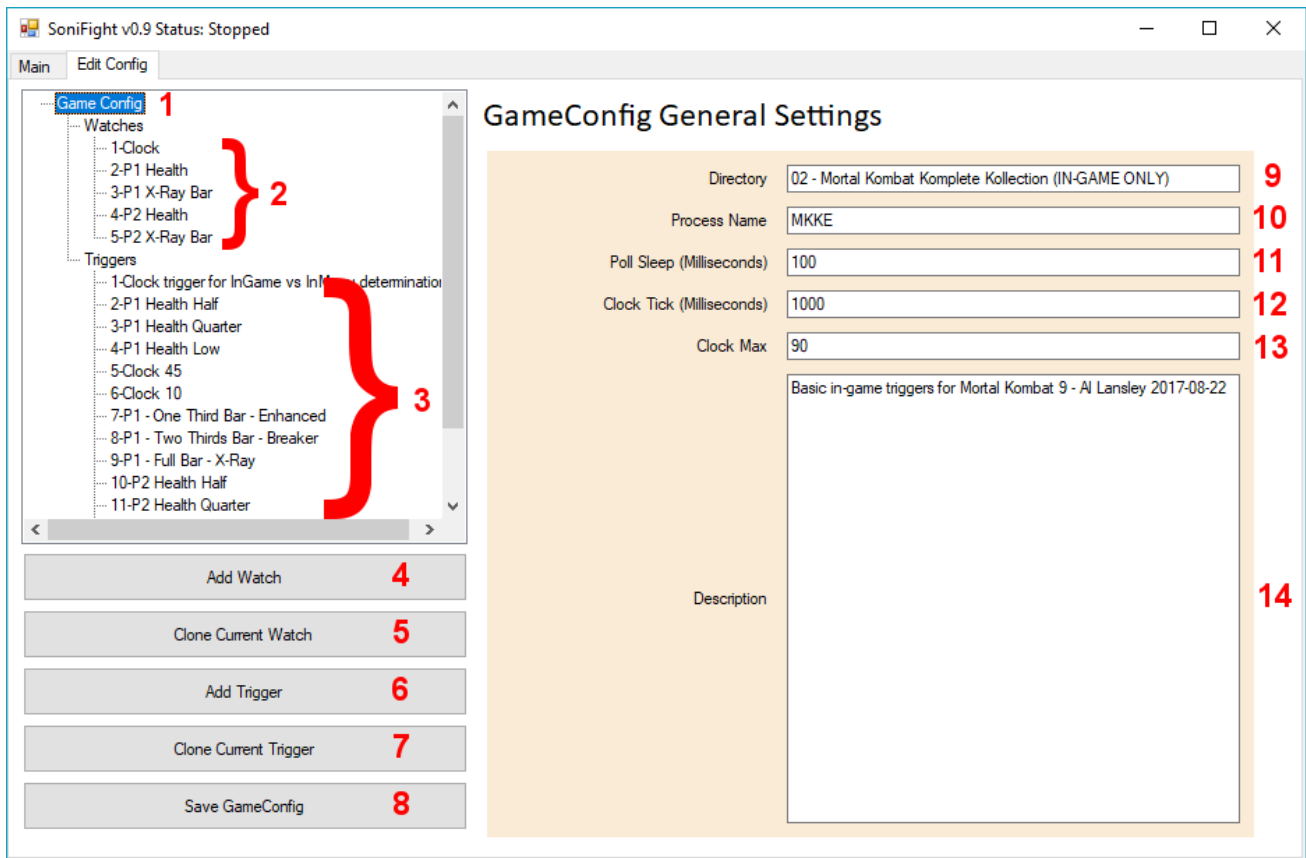 SoniFight v0.9 Status: Stopped
Main Edit Config
Game Config 1
Watches
1-Clock
2-P1 Health
3-P1 X-Ray Bar
4-P2 Health
5-P2 X-Ray Bar
2
Triggers
1-Clock trigger for InGame vs InMenu determination
2-P1 Health Half
3-P1 Health Quarter
4-P1 Health Low
5-Clock 45
6-Clock 10
7-P1 - One Third Bar - Enhanced
8-P1 - Two Thirds Bar - Breaker
9-P1 - Full Bar - X-Ray
10-P2 Health Half
11-P2 Health Quarter
3
Add Watch 4
Clone Current Watch 5
Add Trigger 6
Clone Current Trigger 7
Save GameConfig 8
GameConfig General Settings
Directory 02 - Mortal Kombat Komplete Kollection (IN-GAME ONLY) 9
Process Name MKKE 10
Poll Sleep (Milliseconds) 100 11
Clock Tick (Milliseconds) 1000 12
Clock Max 90 13
Description Basic in-game triggers for Mortal Kombat 9 - Al Lansley 2017-08-22 14